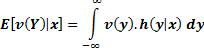 E[v(Y)|x] = ∫_{-∞}^{∞} v(y).h(y|x) dy